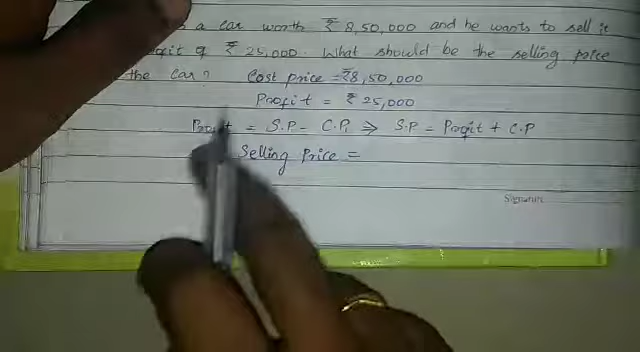 a car worth ₹ 8,50,000 and he wants to sell it
of ₹ 25,000. What should be the selling price
the car? Cost price = ₹8,50,000
Profit = ₹ 25,000
Profit = S.P - C.P, ⇒ S.P = Profit + C.P
Selling Price =